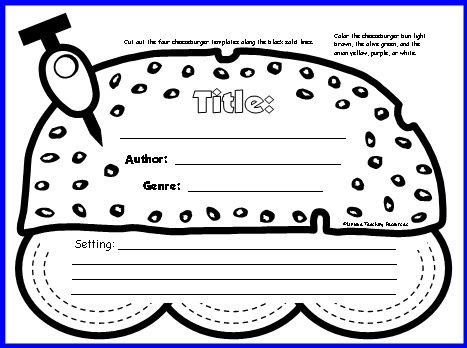 Cut out the four cheeseburger templates along the black solid lines.
Color the cheeseburger bun light
brown, the olive green, and the
onion yellow, purple, or white.
Title:
Author:
Genre:
©Unique Teaching Resources
Setting: